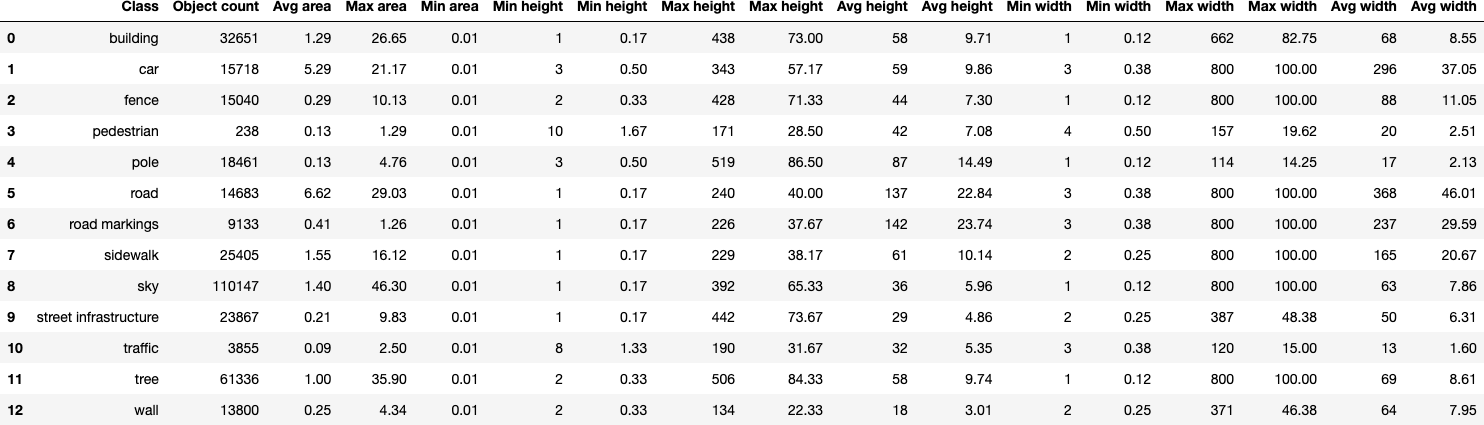 Class Object count Avg area Max area Min area Min height Min height Max height Max height Avg height Avg height Min width Min width Max width Max width Avg width Avg width
0 building 32651 1.29 26.65 0.01 1 0.17 438 73.00 58 9.71 1 0.12 662 82.75 68 8.55
1 car 15718 5.29 21.17 0.01 3 0.50 343 57.17 59 9.86 3 0.38 800 100.00 296 37.05
2 fence 15040 0.29 10.13 0.01 2 0.33 428 71.33 44 7.30 1 0.12 800 100.00 88 11.05
3 pedestrian 238 0.13 1.29 0.01 10 1.67 171 28.50 42 7.08 4 0.50 157 19.62 20 2.51
4 pole 18461 0.13 4.76 0.01 3 0.50 519 86.50 87 14.49 1 0.12 114 14.25 17 2.13
5 road 14683 6.62 29.03 0.01 1 0.17 240 40.00 137 22.84 3 0.38 800 100.00 368 46.01
6 road markings 9133 0.41 1.26 0.01 1 0.17 226 37.67 142 23.74 3 0.38 800 100.00 237 29.59
7 sidewalk 25405 1.55 16.12 0.01 1 0.17 229 38.17 61 10.14 2 0.25 800 100.00 165 20.67
8 sky 110147 1.40 46.30 0.01 1 0.17 392 65.33 36 5.96 1 0.12 800 100.00 63 7.86
9 street infrastructure 23867 0.21 9.83 0.01 1 0.17 442 73.67 29 4.86 2 0.25 387 48.38 50 6.31
10 traffic 3855 0.09 2.50 0.01 8 1.33 190 31.67 32 5.35 3 0.38 120 15.00 13 1.60
11 tree 61336 1.00 35.90 0.01 2 0.33 506 84.33 58 9.74 1 0.12 800 100.00 69 8.61
12 wall 13800 0.25 4.34 0.01 2 0.33 134 22.33 18 3.01 2 0.25 371 46.38 64 7.95